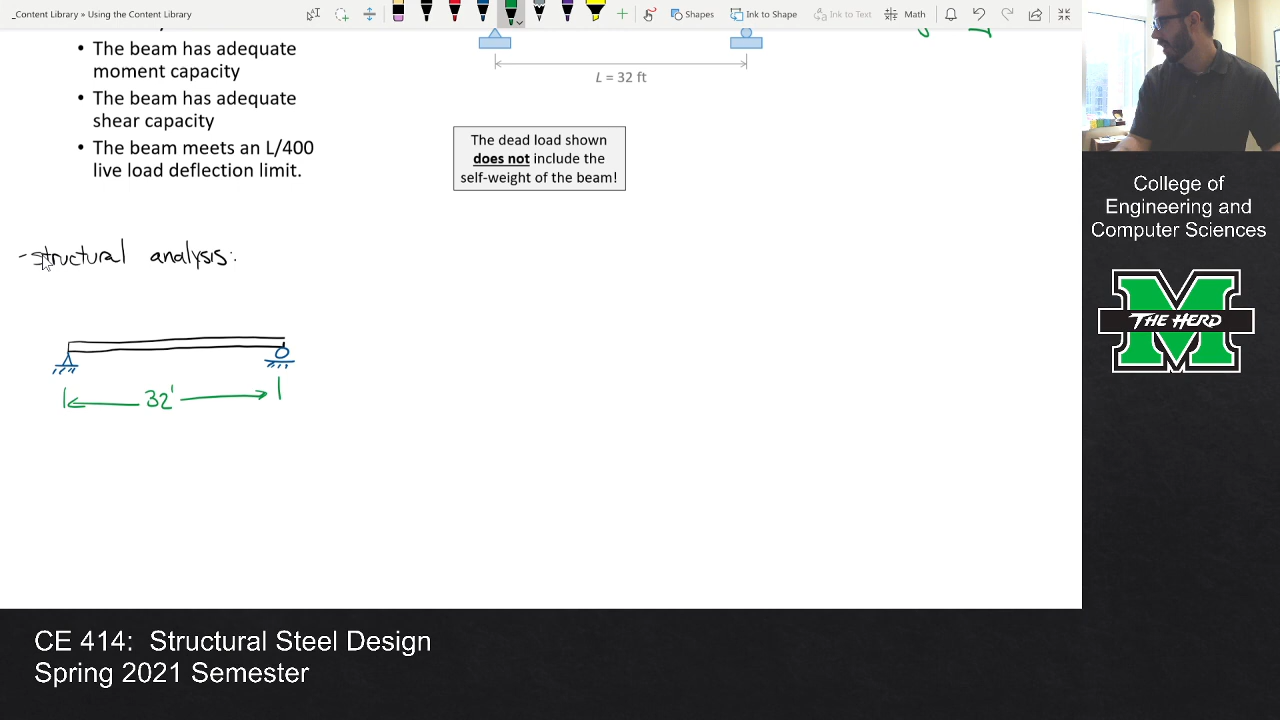 _Content Library » Using the Content Library
Shapes
Ink to Shape
Ink to Text
Math
• The beam has adequate
moment capacity
• The beam has adequate
shear capacity
• The beam meets an L/400
live load deflection limit.
L = 32 ft
The dead load shown
does not include the
self-weight of the beam!
-structural analysis:
32'
College of
Engineering and
Computer Sciences
THE HERD
CE 414: Structural Steel Design
Spring 2021 Semester